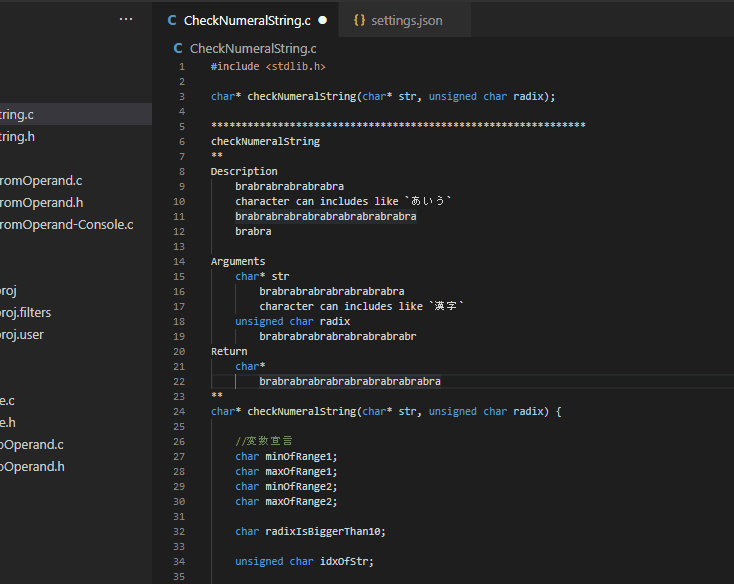 ...
C CheckNumeralString.c ●
{} settings.json
C CheckNumeralString.c
tring.c
tring.h
romOperand.c
romOperand.h
romOperand-Console.c
roj
roj.filters
roj.user
e.c
e.h
oOperand.c
oOperand.h
1 #include <stdlib.h>
2
3 char* checkNumeralString(char* str, unsigned char radix);
4
5 **************************************************************
6 checkNumeralString
7 **
8 Description
9 brabrabrabrabrabra
10 character can includes like `あいう`
11 brabrabrabrabrabrabrabrabrabra
12 brabra
13
14 Arguments
15 char* str
16 brabrabrabrabrabrabrabra
17 character can includes like `漢字`
18 unsigned char radix
19 brabrabrabrabrabrabrabrabr
20 Return
21 char*
22 brabrabrabrabrabrabrabrabrabra
23 **
24 char* checkNumeralString(char* str, unsigned char radix) {
25
26 //変数宣言
27 char minOfRange1;
28 char maxOfRange1;
29 char minOfRange2;
30 char maxOfRange2;
31
32 char radixIsBiggerThan10;
33
34 unsigned char idxOfStr;
35